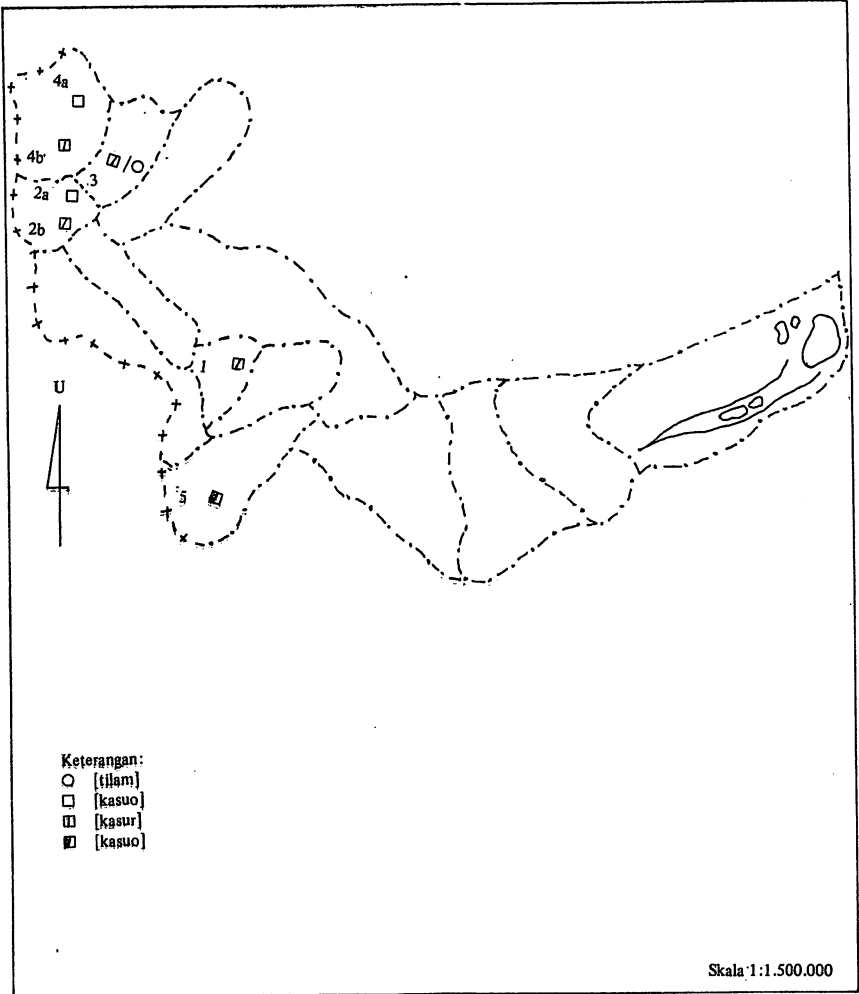 4a
4b
3
2a
2b
1
U
5
Keterangan:
[tilam]
[kasuo]
[kasur]
[kasuo]
Skala 1:1.500.000